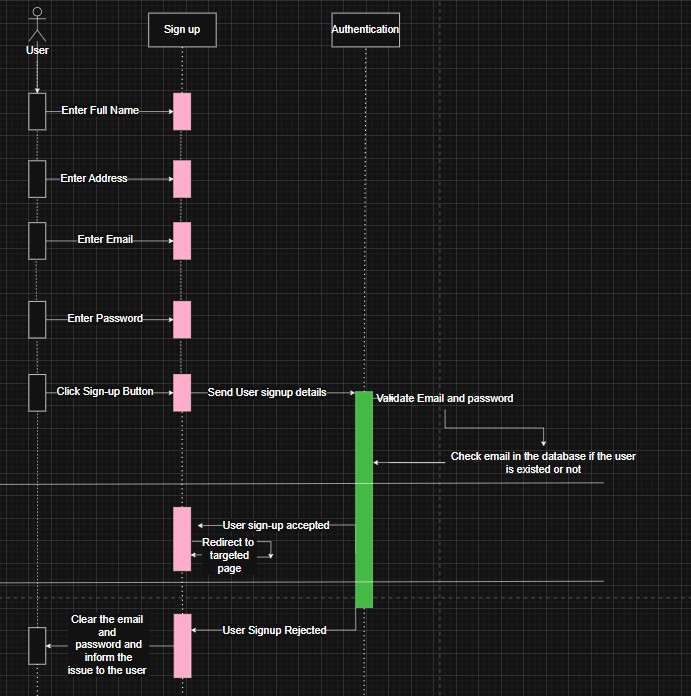 Sign up
Authentication
User
Enter Full Name
Enter Address
Enter Email
Enter Password
Click Sign-up Button
Send User signup details
Validate Email and password
Check email in the database if the user
is existed or not
User sign-up accepted
Redirect to
targeted
page
User Signup Rejected
Clear the email
and
password and
inform the
issue to the user